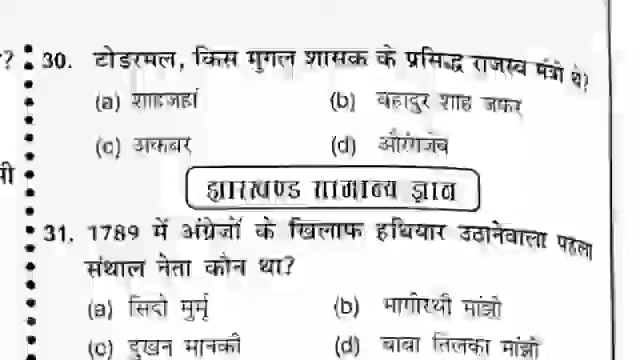 30. टोडरमल, किस मुगल शासक के प्रसिद्ध राजस्व मंत्री थे?
(a) शाहजहां (b) बहादुर शाह जफर
(c) अकबर (d) औरंगजेब
झारखण्ड सामान्य ज्ञान
31. 1789 में अंग्रेजों के खिलाफ हथियार उठानेवाला पहला
संथाल नेता कौन था?
(a) सिदो मुर्मू (b) भागीरथी मांझी
(c) दुखन मानकी (d) बाबा तिलका मांझी